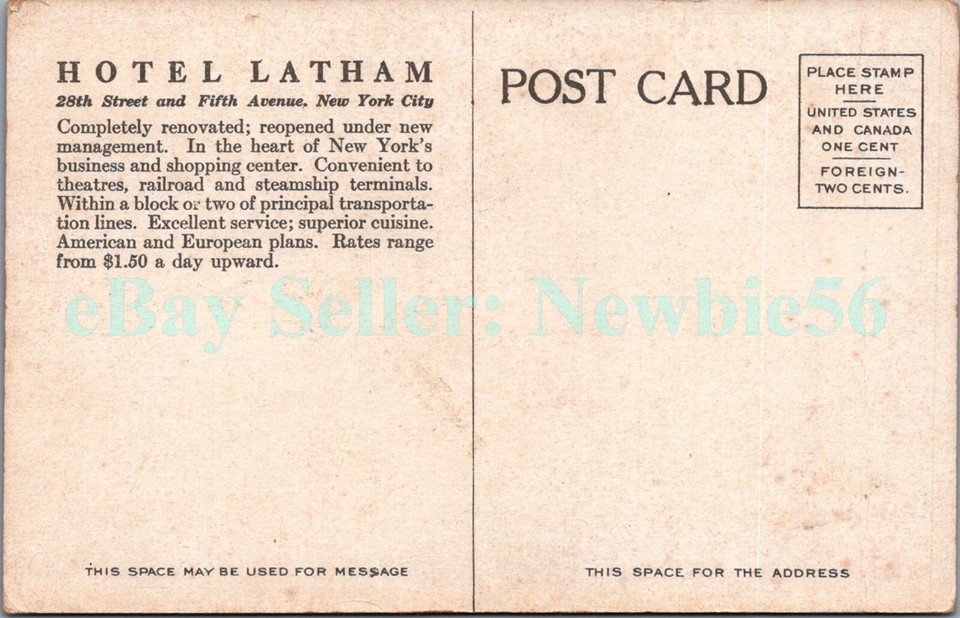 HOTEL LATHAM
28th Street and Fifth Avenue, New York City
Completely renovated; reopened under new
management. In the heart of New York's
business and shopping center. Convenient to
theatres, railroad and steamship terminals.
Within a block or two of principal transporta-
tion lines. Excellent service; superior cuisine.
American and European plans. Rates range
from $1.50 a day upward.
POST CARD
PLACE STAMP
HERE
UNITED STATES
AND CANADA
ONE CENT
FOREIGN-
TWO CENTS.
eBay Seller: Newbie56
THIS SPACE MAY BE USED FOR MESSAGE
THIS SPACE FOR THE ADDRESS